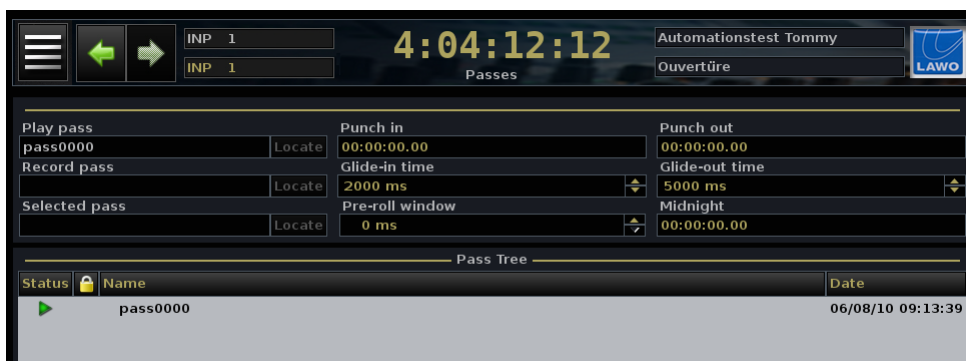 INP 1
INP 1
4:04:12:12
Passes
Automationstest Tommy
Ouvertüre
LAWO
Play pass Punch in Punch out
pass0000 Locate 00:00:00.00 00:00:00.00
Record pass Glide-in time Glide-out time
Locate 2000 ms 5000 ms
Selected pass Pre-roll window Midnight
Locate 0 ms 00:00:00.00
Pass Tree
Status Name Date
pass0000 06/08/10 09:13:39